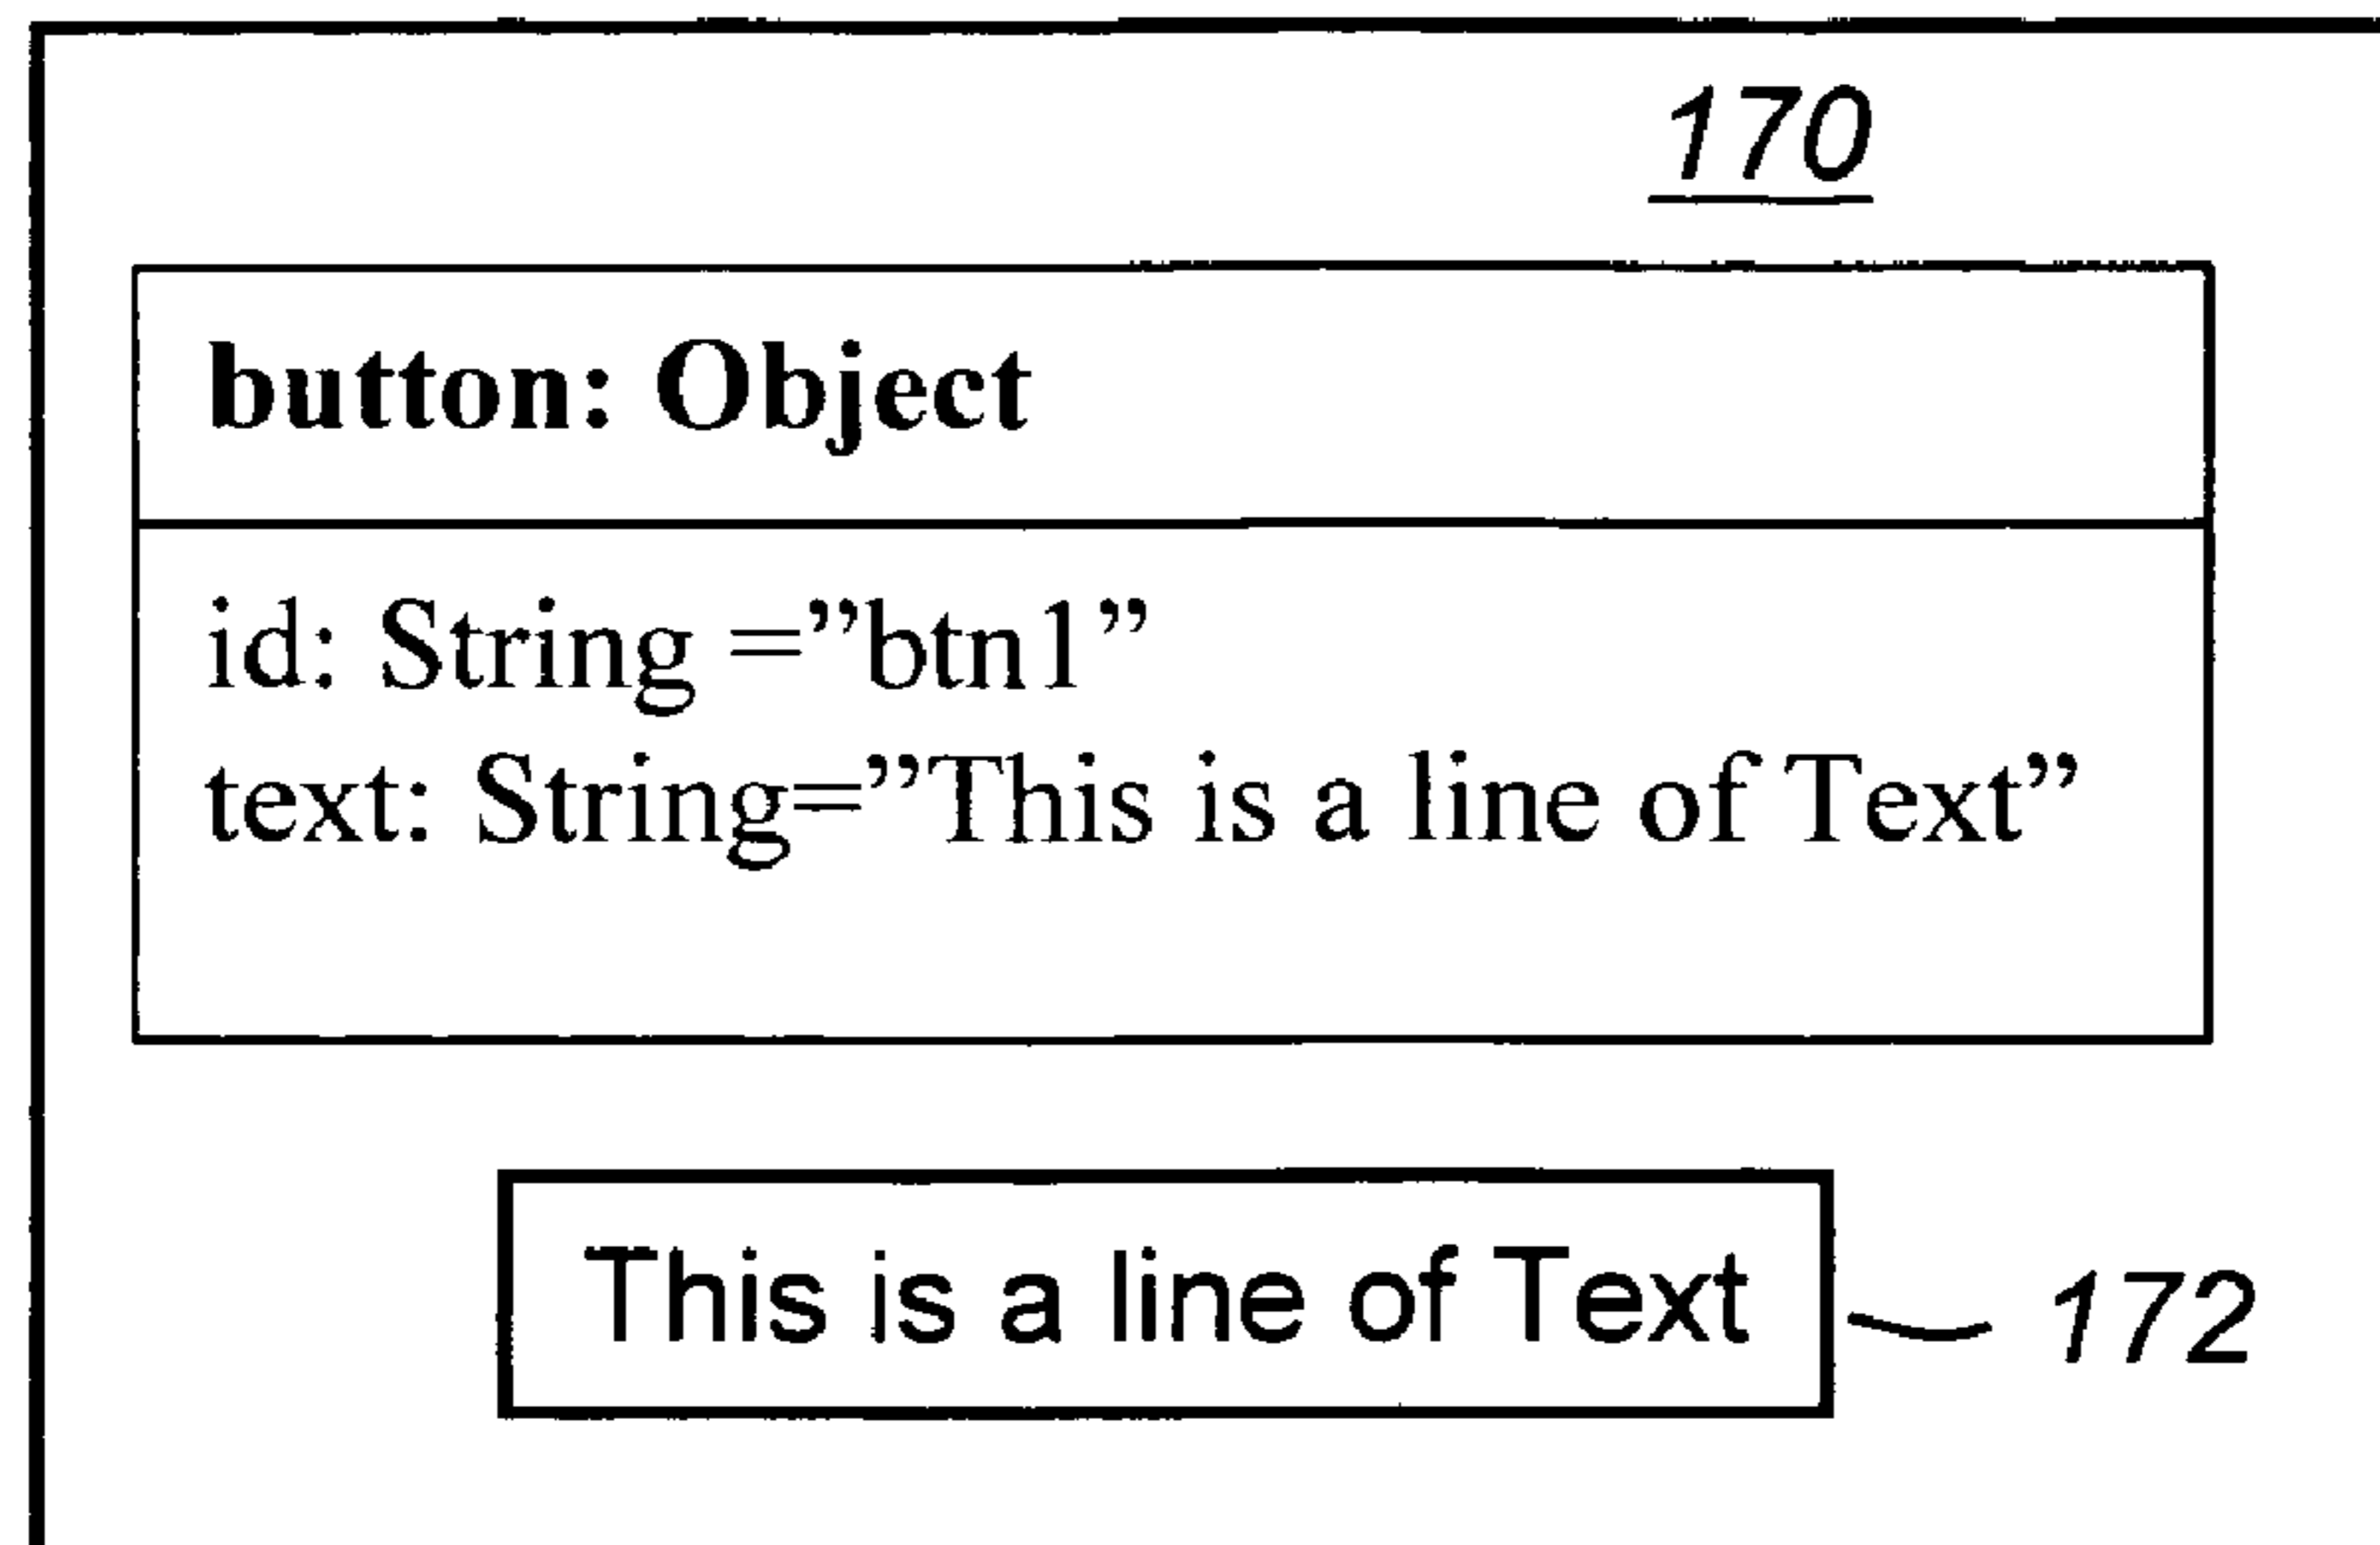 170
button: Object
id: String =”btn1”
text: String=”This is a line of Text”
This is a line of Text
172